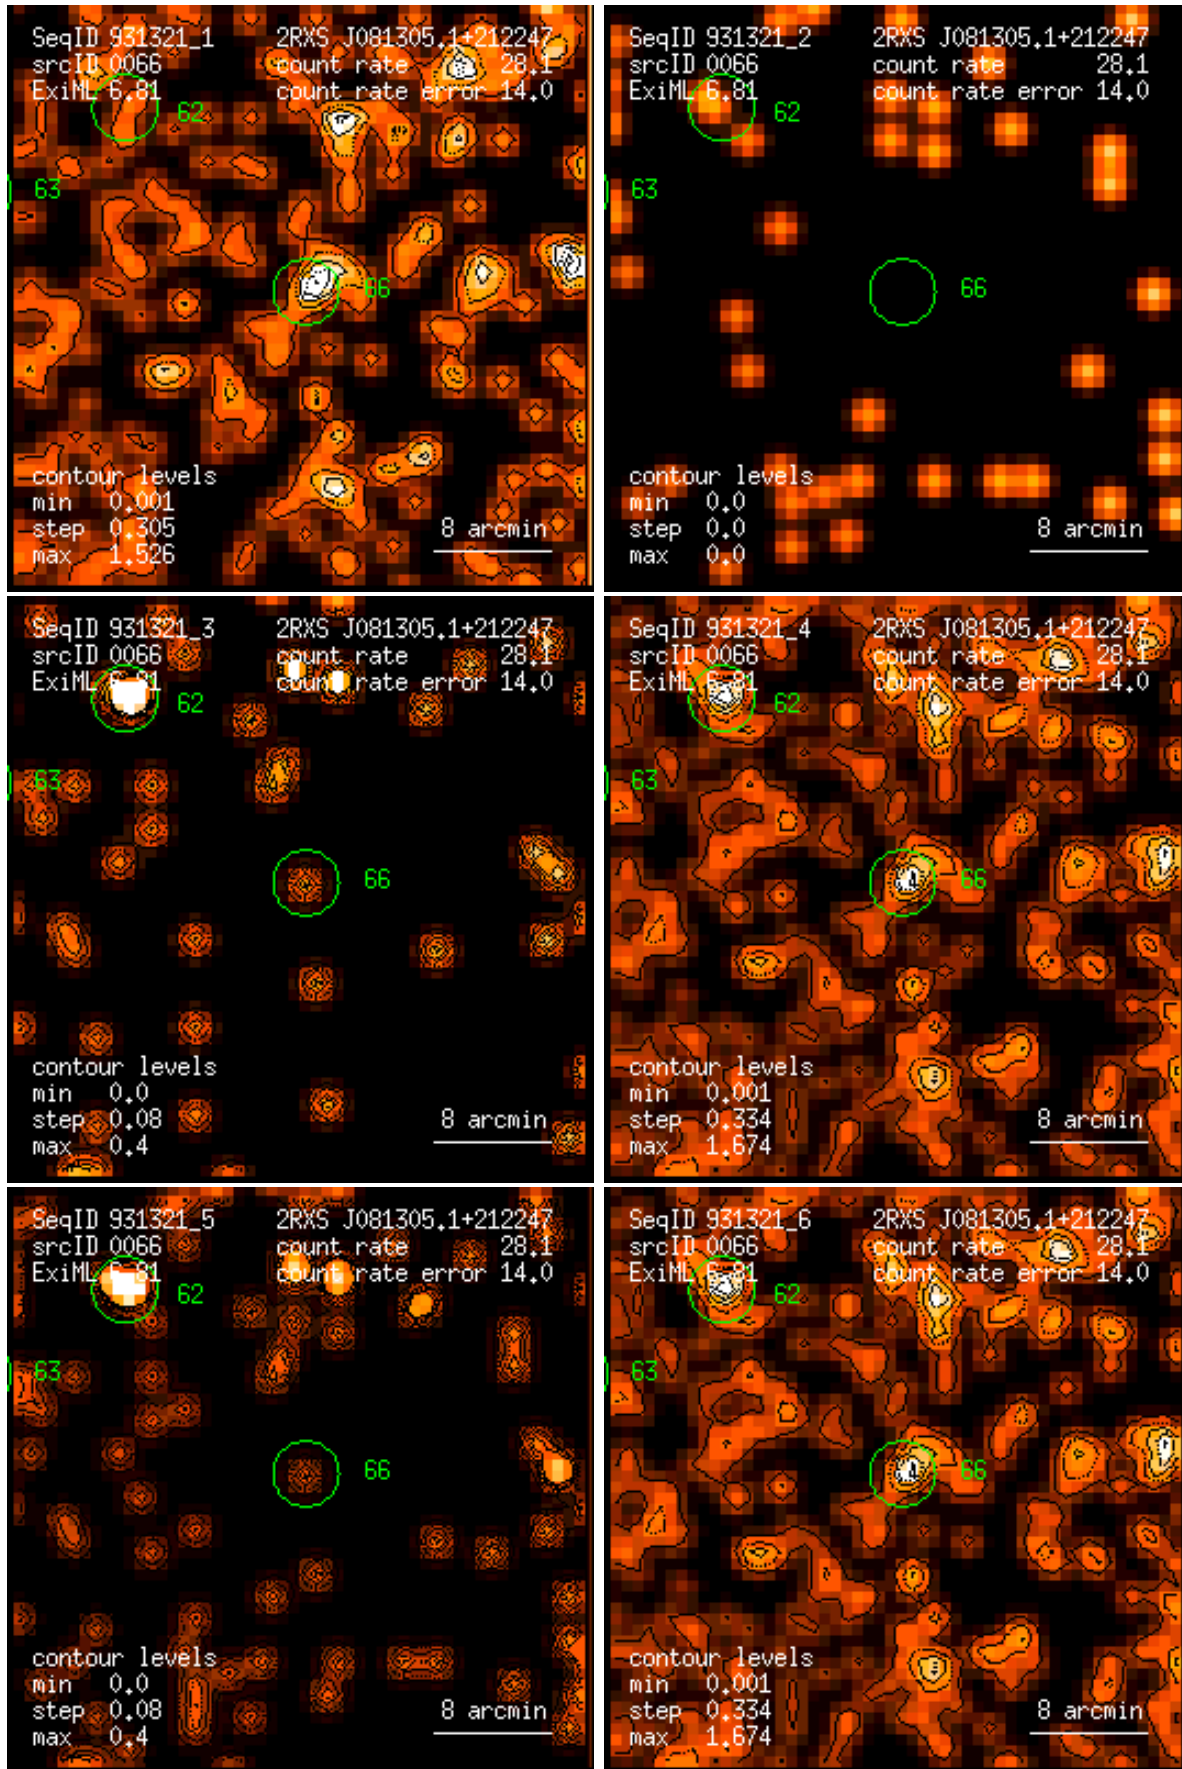 SeqID 931321_1 2RXS J081305.1+212247
srcID 0066 count rate 28.1
ExiML 6.81 count rate error 14.0
62
63
66
contour levels
min 0.001
step 0.305
max 1.526
8 arcmin
SeqID 931321_2 2RXS J081305.1+212247
srcID 0066 count rate 28.1
ExiML 6.81 count rate error 14.0
62
63
66
contour levels
min 0.0
step 0.0
max 0.0
8 arcmin
SeqID 931321_3 2RXS J081305.1+212247
srcID 0066 count rate 28.1
ExiML 6.81 count rate error 14.0
62
63
66
contour levels
min 0.0
step 0.08
max 0.4
8 arcmin
SeqID 931321_4 2RXS J081305.1+212247
srcID 0066 count rate 28.1
ExiML 6.81 count rate error 14.0
62
63
66
contour levels
min 0.001
step 0.334
max 1.674
8 arcmin
SeqID 931321_5 2RXS J081305.1+212247
srcID 0066 count rate 28.1
ExiML 6.81 count rate error 14.0
62
63
66
contour levels
min 0.0
step 0.08
max 0.4
8 arcmin
SeqID 931321_6 2RXS J081305.1+212247
srcID 0066 count rate 28.1
ExiML 6.81 count rate error 14.0
62
63
66
contour levels
min 0.001
step 0.334
max 1.674
8 arcmin